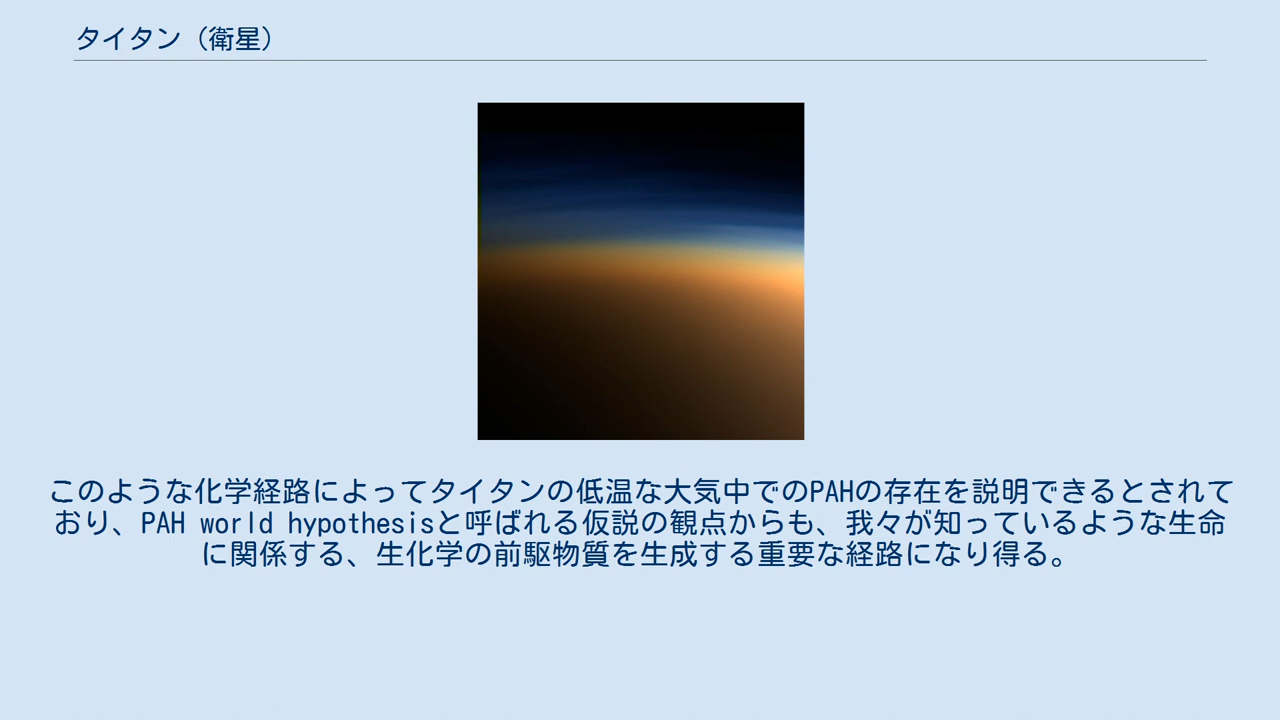 タイタン（衛星）
このような化学経路によってタイタンの低温な大気中でのPAHの存在を説明できるとされて
おり、PAH world hypothesisと呼ばれる仮説の観点からも、我々が知っているような生命
に関係する、生化学の前駆物質を生成する重要な経路になり得る。